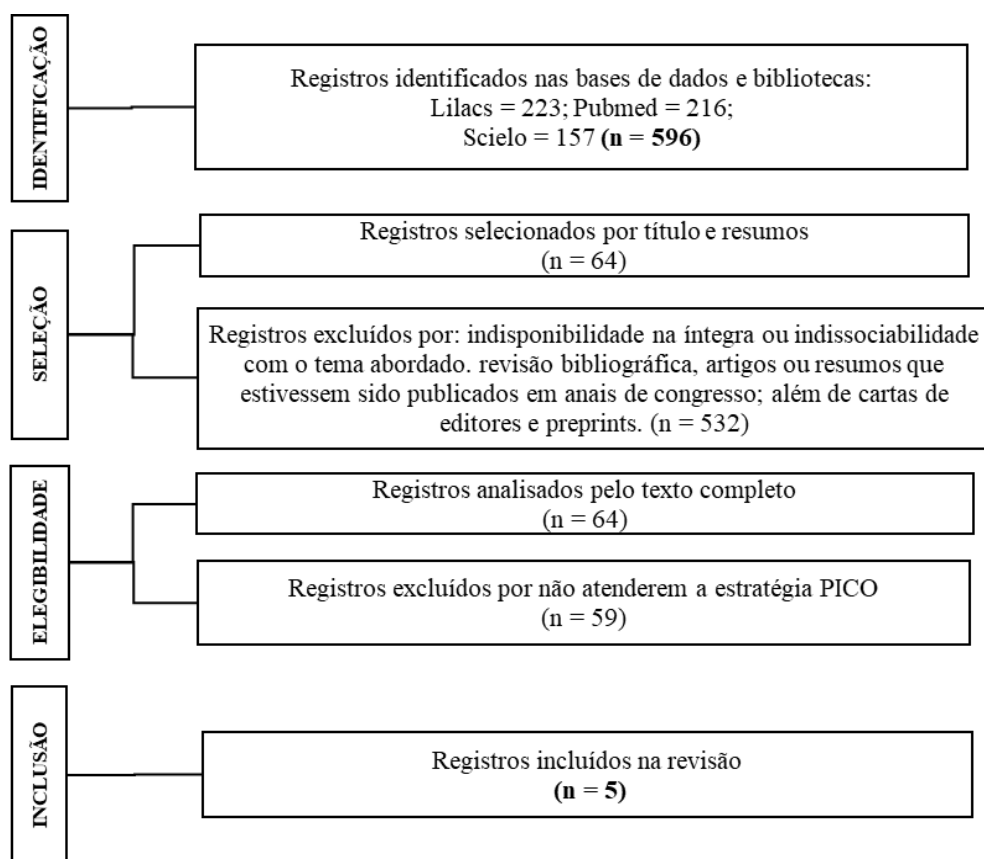 IDENTIFICAÇÃO
Registros identificados nas bases de dados e bibliotecas:
Lilacs = 223; Pubmed = 216;
Scielo = 157 (n = 596)
SELEÇÃO
Registros selecionados por título e resumos
(n = 64)
Registros excluídos por: indisponibilidade na íntegra ou indissociabilidade
com o tema abordado. revisão bibliográfica, artigos ou resumos que
estivessem sido publicados em anais de congresso; além de cartas de
editores e preprints. (n = 532)
ELEGIBILIDADE
Registros analisados pelo texto completo
(n = 64)
Registros excluídos por não atenderem a estratégia PICO
(n = 59)
INCLUSÃO
Registros incluídos na revisão
(n = 5)